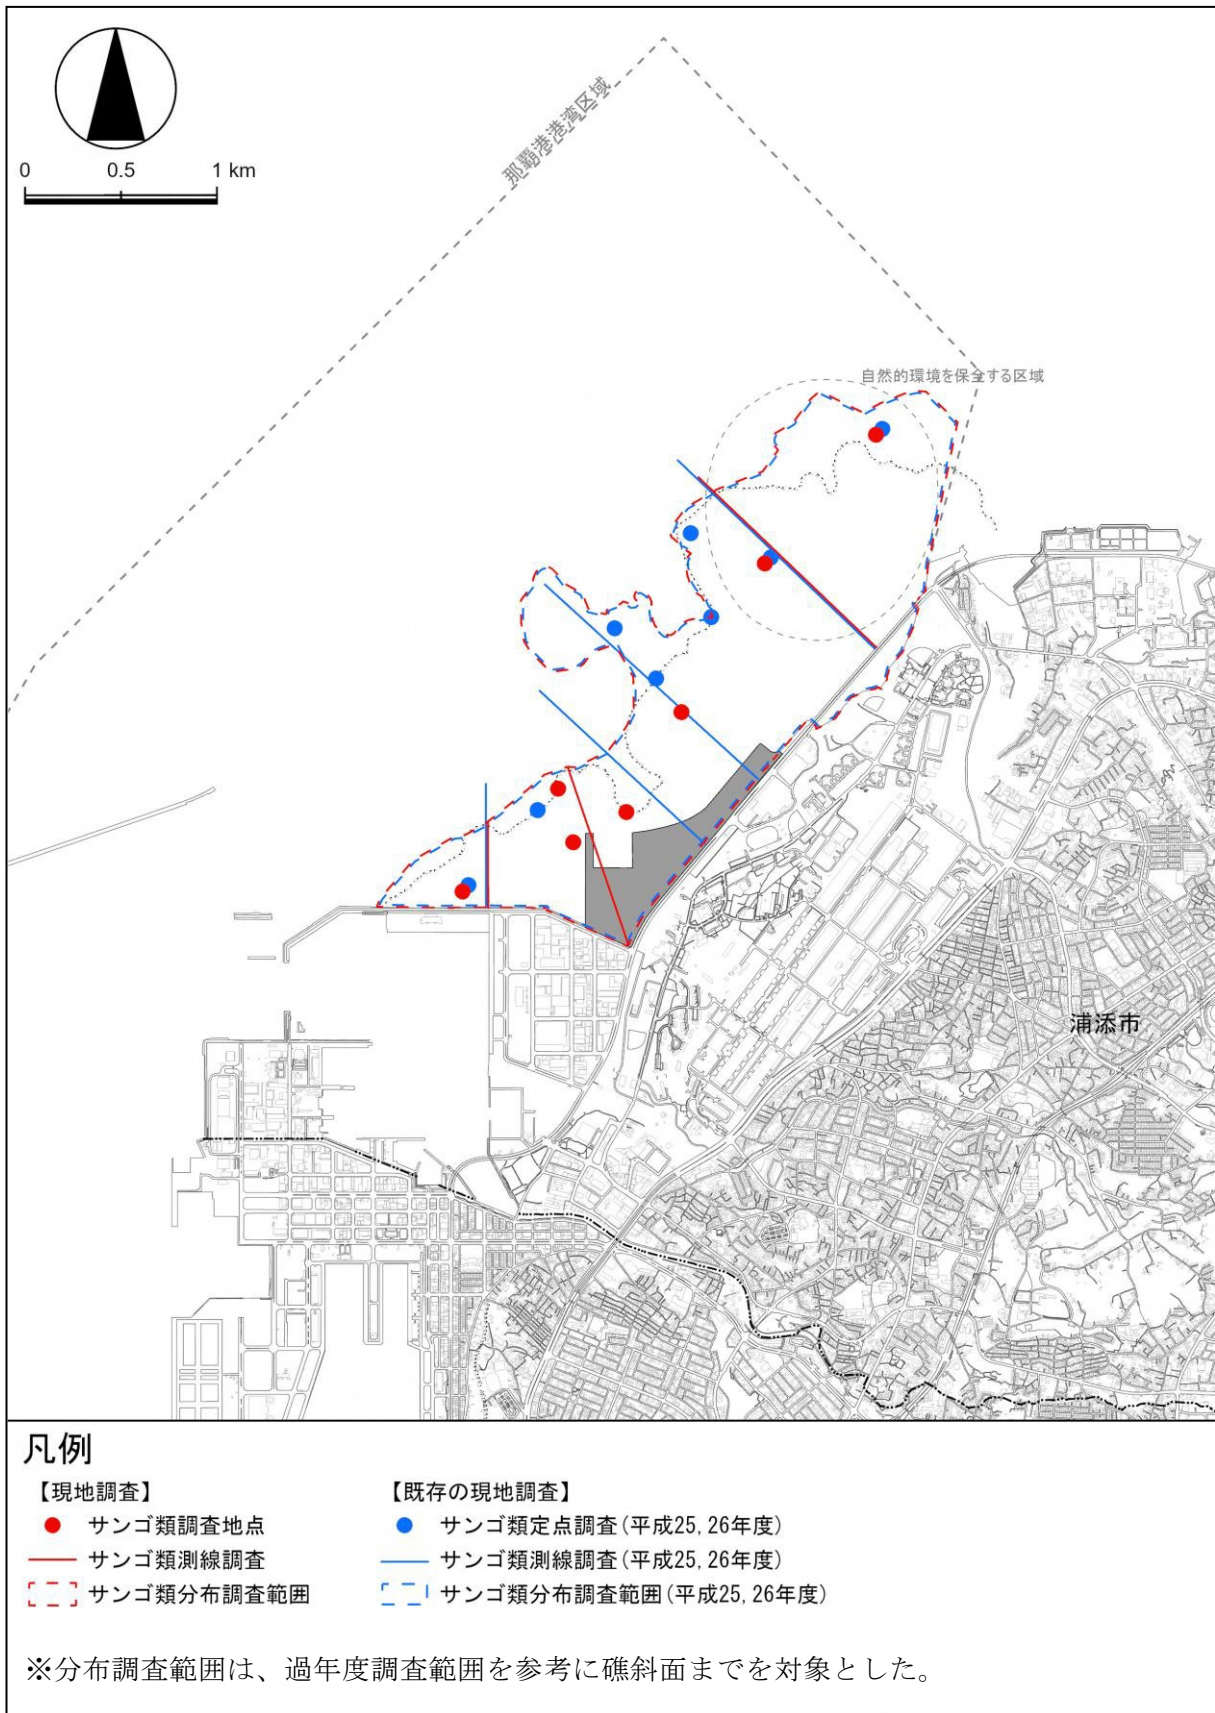 0 0.5 1 km
那覇港港湾区域
自然的環境を保全する区域
浦添市
凡例
【現地調査】
サンゴ類調査地点
サンゴ類測線調査
サンゴ類分布調査範囲
【既存の現地調査】
サンゴ類定点調査(平成25,26年度)
サンゴ類測線調査(平成25,26年度)
サンゴ類分布調査範囲(平成25,26年度)
※分布調査範囲は、過年度調査範囲を参考に礁斜面までを対象とした。